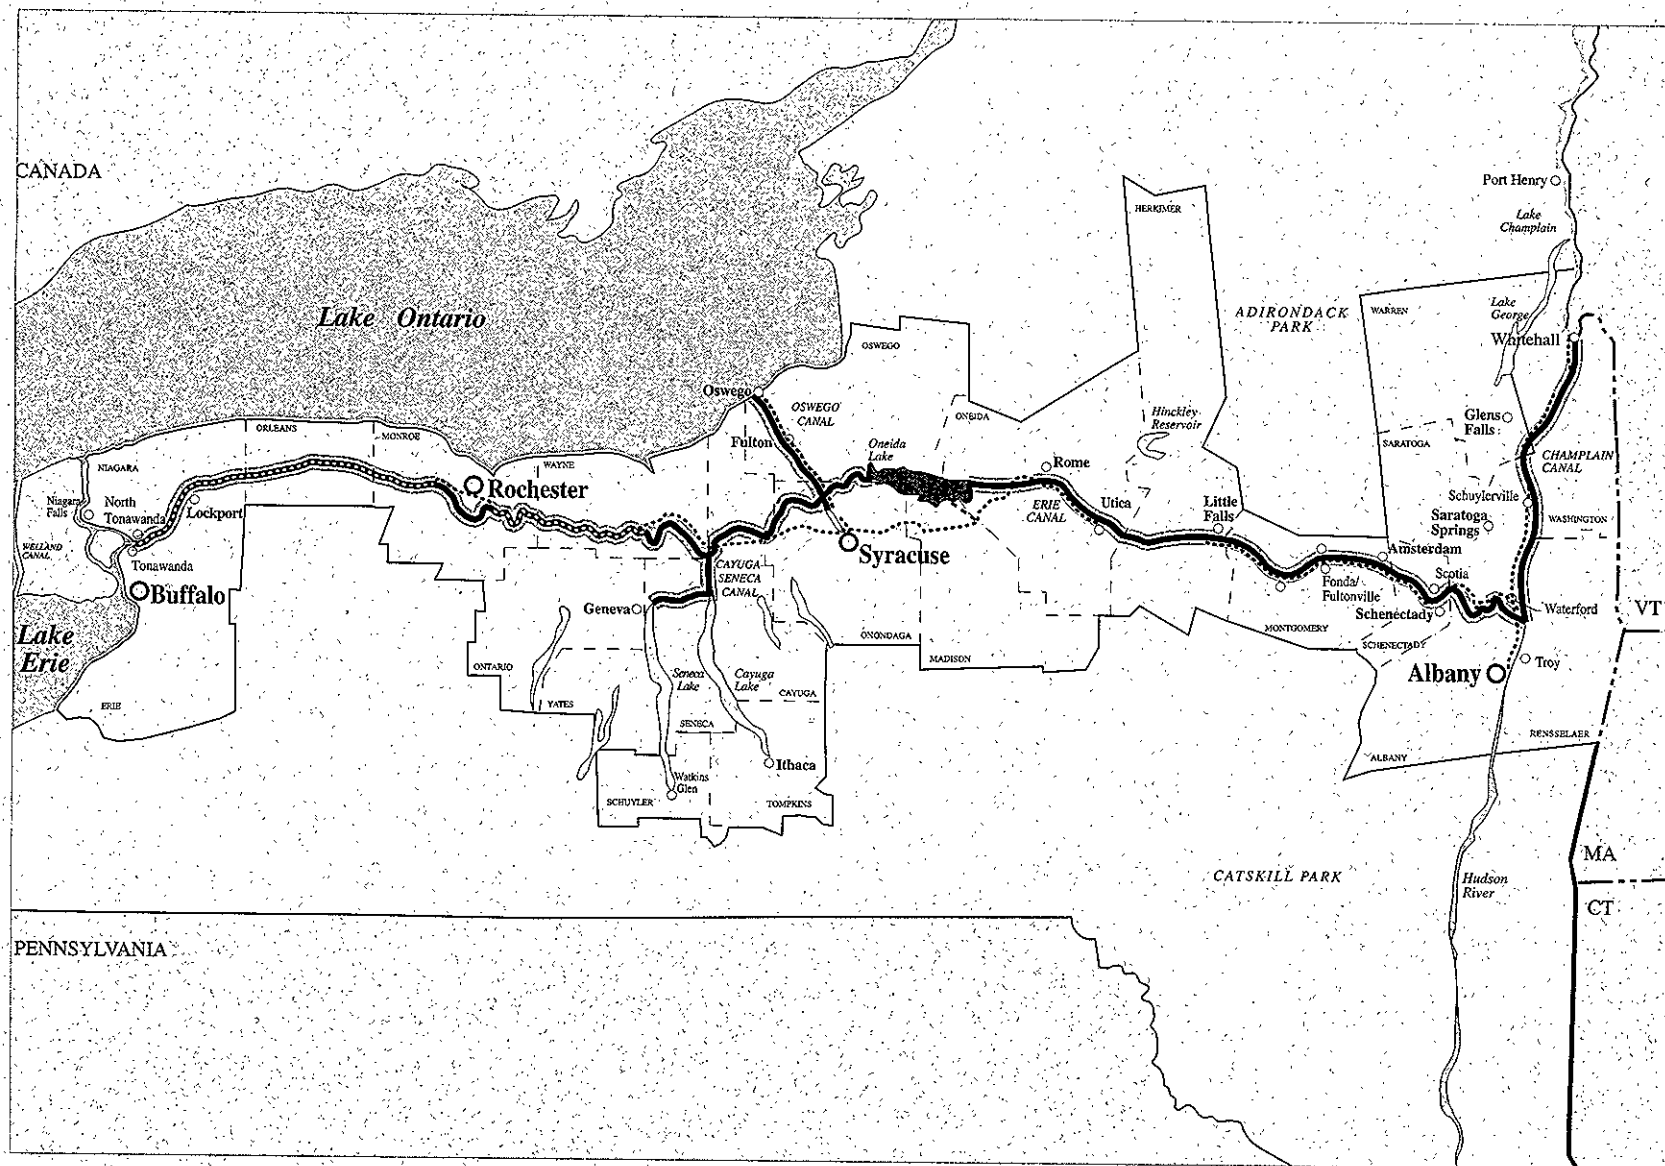 CANADA
Port Henry
Lake
Champlain
HERKIMER
Lake Ontario
ADIRONDACK
PARK
WARREN
Lake
George
Whitehall
OSWEGO
Oswego
OSWEGO
CANAL
ONEIDA
Hinckley
Reservoir
Glens
Falls
ORLEANS
MONROE
Fulton
Oneida
Lake
SARATOGA
CHAMPLAIN
CANAL
NIAGARA
WAYNE
Rome
Rochester
Niagara
Falls
North
Tonawanda
Lockport
ERIE
CANAL
Utica
Little
Falls
Schuylerville
Saratoga
Springs
WASHINGTON
WELLAND
CANAL
Tonawanda
Syracuse
Amsterdam
CAYUGA
SENECA
CANAL
Buffalo
Geneva
Fonda/
Fultonville
Scotia
Schenectady
Waterford
VT
Lake
Erie
ONONDAGA
MADISON
MONTGOMERY
SCHENECTADY
ONTARIO
Seneca
Lake
Cayuga
Lake
CAYUGA
Albany
Troy
ERIE
YATES
SENECA
RENSSELAER
ALBANY
Ithaca
Watkins
Glen
SCHUYLER
TOMPKINS
MA
CATSKILL PARK
Hudson
River
CT
PENNSYLVANIA